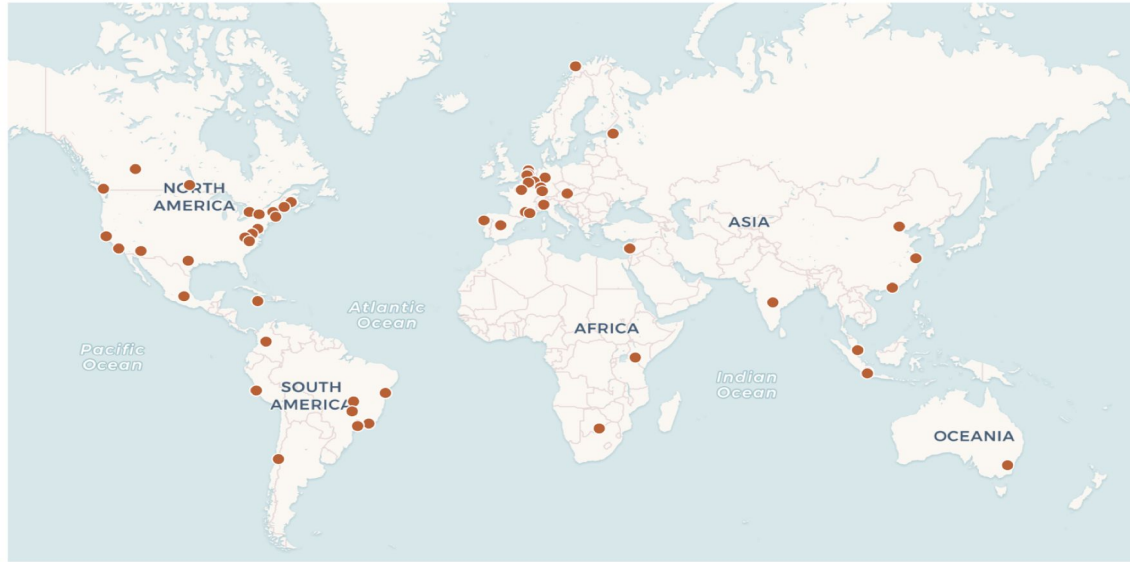 NORTH
AMERICA
ASIA
Atlantic
Ocean
AFRICA
Pacific
Ocean
Indian
Ocean
SOUTH
AMERICA
OCEANIA